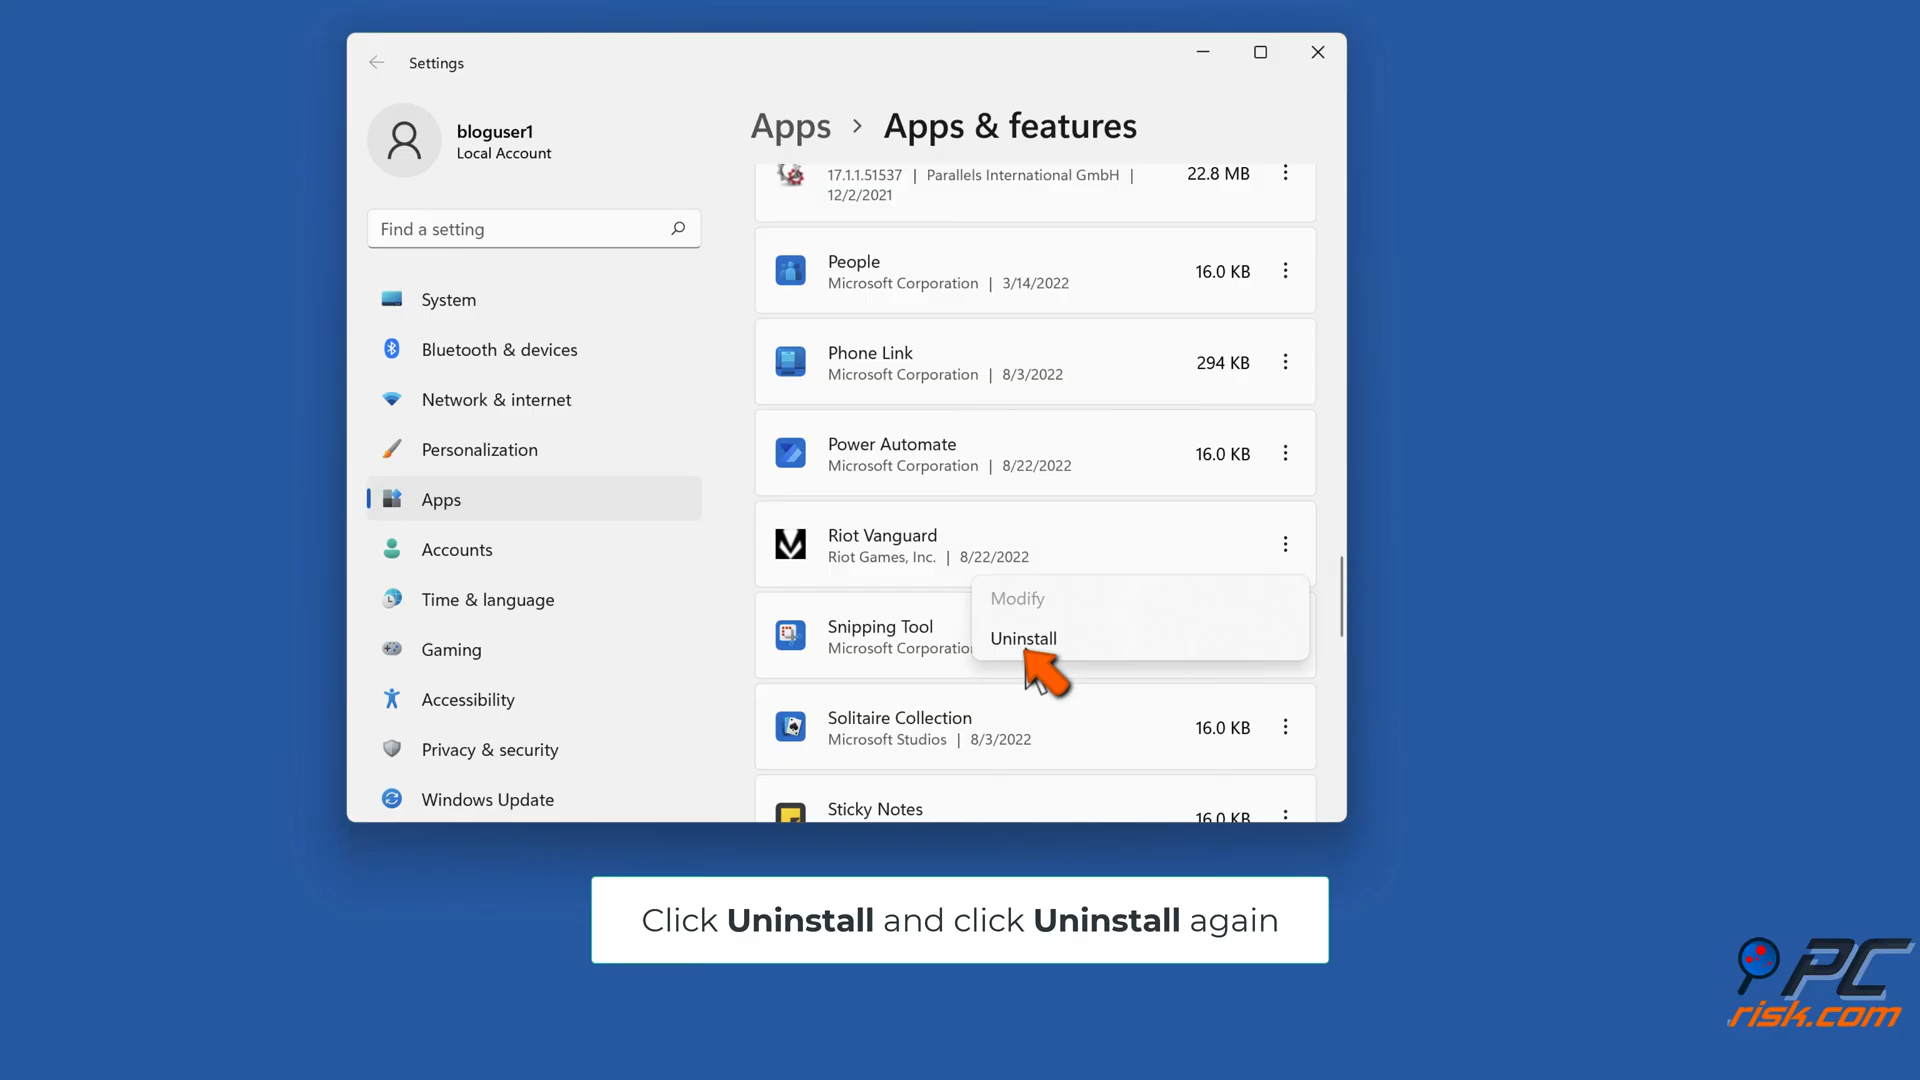 Settings
bloguser1
Local Account
Find a setting
System
Bluetooth & devices
Network & internet
Personalization
Apps
Accounts
Time & language
Gaming
Accessibility
Privacy & security
Windows Update
Apps > Apps & features
17.1.1.51537 | Parallels International GmbH |
12/2/2021
22.8 MB
People
Microsoft Corporation | 3/14/2022
16.0 KB
Phone Link
Microsoft Corporation | 8/3/2022
294 KB
Power Automate
Microsoft Corporation | 8/22/2022
16.0 KB
Riot Vanguard
Riot Games, Inc. | 8/22/2022
Modify
Uninstall
Snipping Tool
Microsoft Corporation
Solitaire Collection
Microsoft Studios | 8/3/2022
16.0 KB
Sticky Notes
16.0 KB
Click Uninstall and click Uninstall again
PC
risk.com